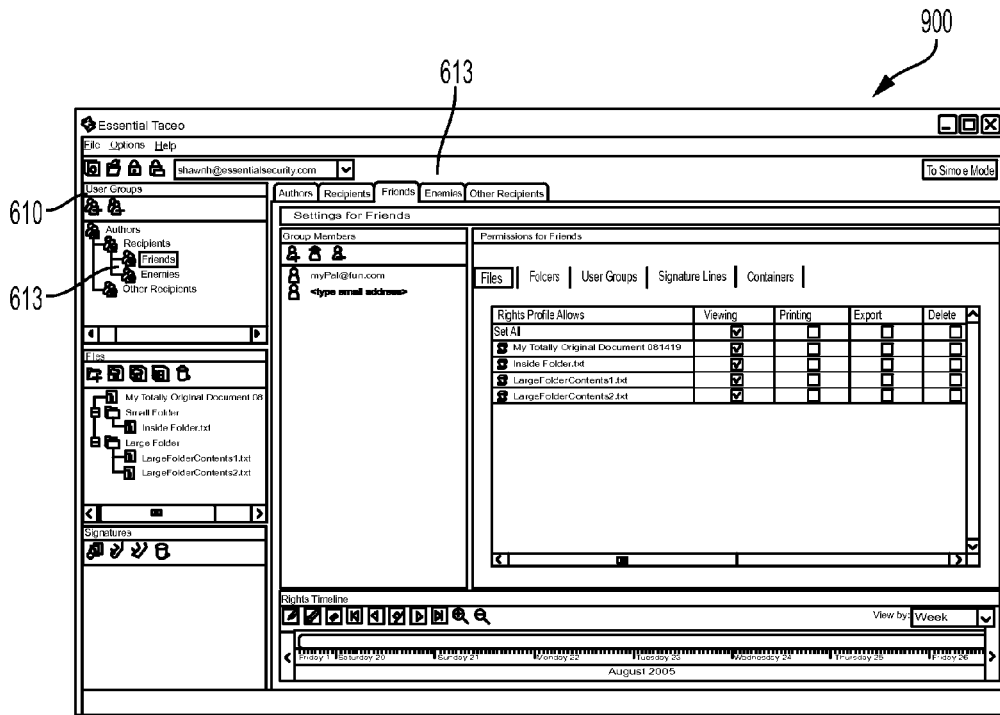 900
613
Essential Taceo
File Options Help
shawnh@essentialsecurity.com
To Simple Mode
User Groups
610
Authors
Recipients
Friends
Enemies
Other Recipients
613
Authors Recipients Friends Enemies Other Recipients
Settings for Friends
Group Members
myPal@fun.com
<type email address>
Permissions for Friends
Files Folcers User Groups Signature Lines Containers
Rights Profile Allows Viewing Printing Export Delete
Set All
My Totally Original Document 081419
Inside Folder.txt
LargeFolderContents1.txt
LargeFolderContents2.txt
Files
My Totally Original Document 08
Small Folder
Inside Folder.txt
Large Folder
LargeFolderContents1.txt
LargeFolderContents2.txt
Signatures
Rights Timeline
View by: Week
Friday 1 Saturday 20 Sunday 21 Monday 22 Tuesday 23 Wednesday 24 Thursday 25 Friday 26
August 2005